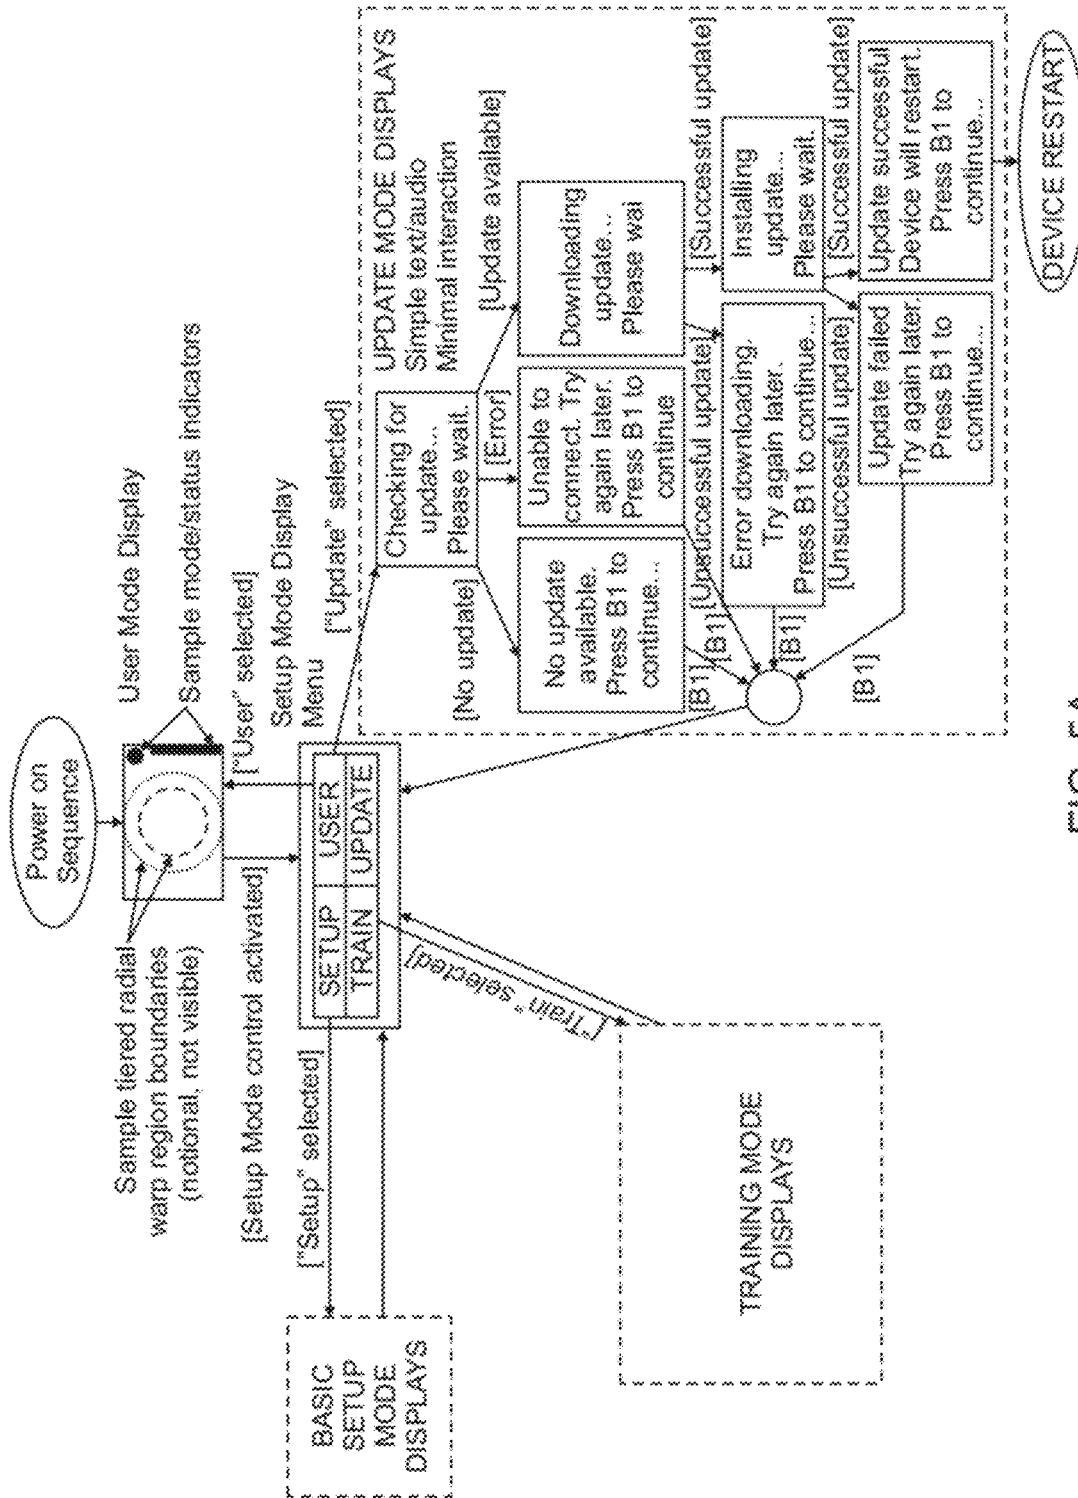 Power on
Sequence
User Mode Display
Sample mode/status indicators
Sample tiered radial
warp region boundaries
(notional, not visible)
["User" selected]
[Setup Mode control activated]
Setup Mode Display
Menu
["Setup" selected]
SETUP USER
TRAIN UPDATE
["Update" selected]
["Train" selected]
BASIC
SETUP
MODE
DISPLAYS
TRAINING MODE
DISPLAYS
UPDATE MODE DISPLAYS
Simple text/audio
Minimal interaction
Checking for
update...
Please wait.
[No update]
[Error]
[Update available]
No update
available.
Press B1 to
continue...
Unable to
connect. Try
again later.
Press B1 to
continue
Downloading
update...
Please wai
[B1]
[B1]
[Unsuccessful update]
[Successful update]
Error downloading.
Try again later.
Press B1 to continue...
Installing
update...
Please wait.
[B1]
[Unsuccessful update]
[Successful update]
[B1]
Update failed
Try again later.
Press B1 to
continue...
Update successful
Device will restart.
Press B1 to
continue...
DEVICE RESTART